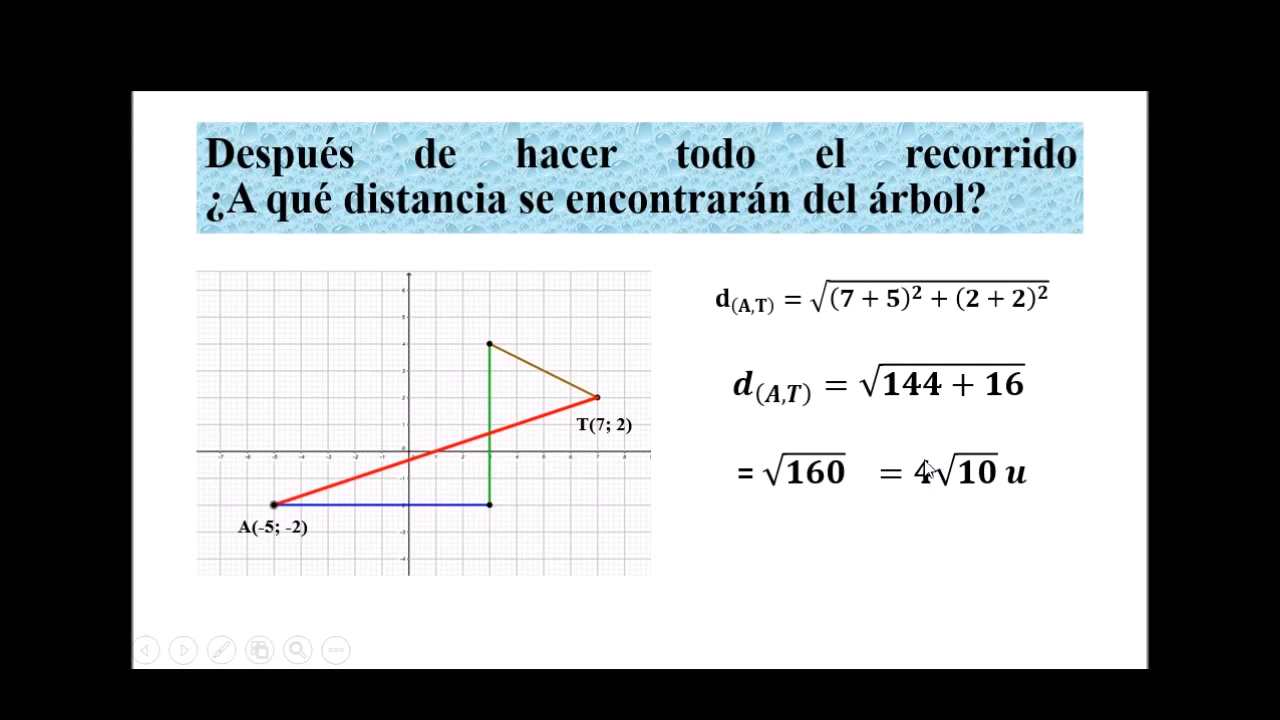 Después de hacer todo el recorrido
¿A qué distancia se encontrarán del árbol?
d(A,T) = √(7 + 5)² + (2 + 2)²
d(A,T) = √144 + 16
= √160 = 4√10 u
T(7; 2)
A(-5; -2)